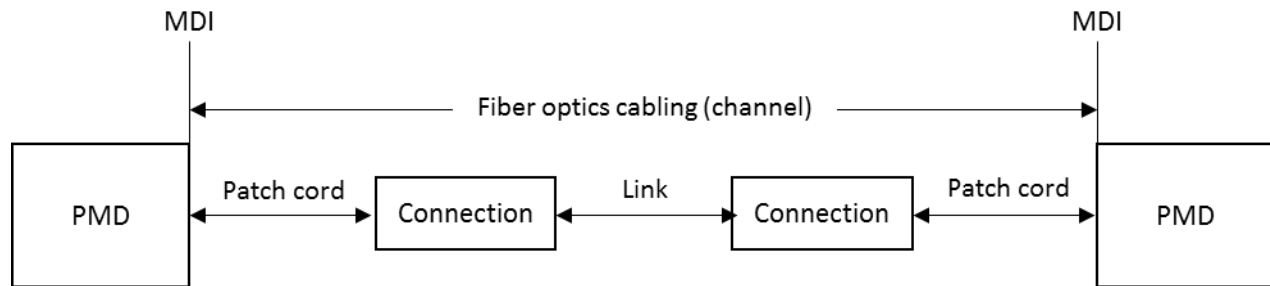 MDI
MDI
Fiber optics cabling (channel)
PMD
Patch cord
Connection
Link
Connection
Patch cord
PMD